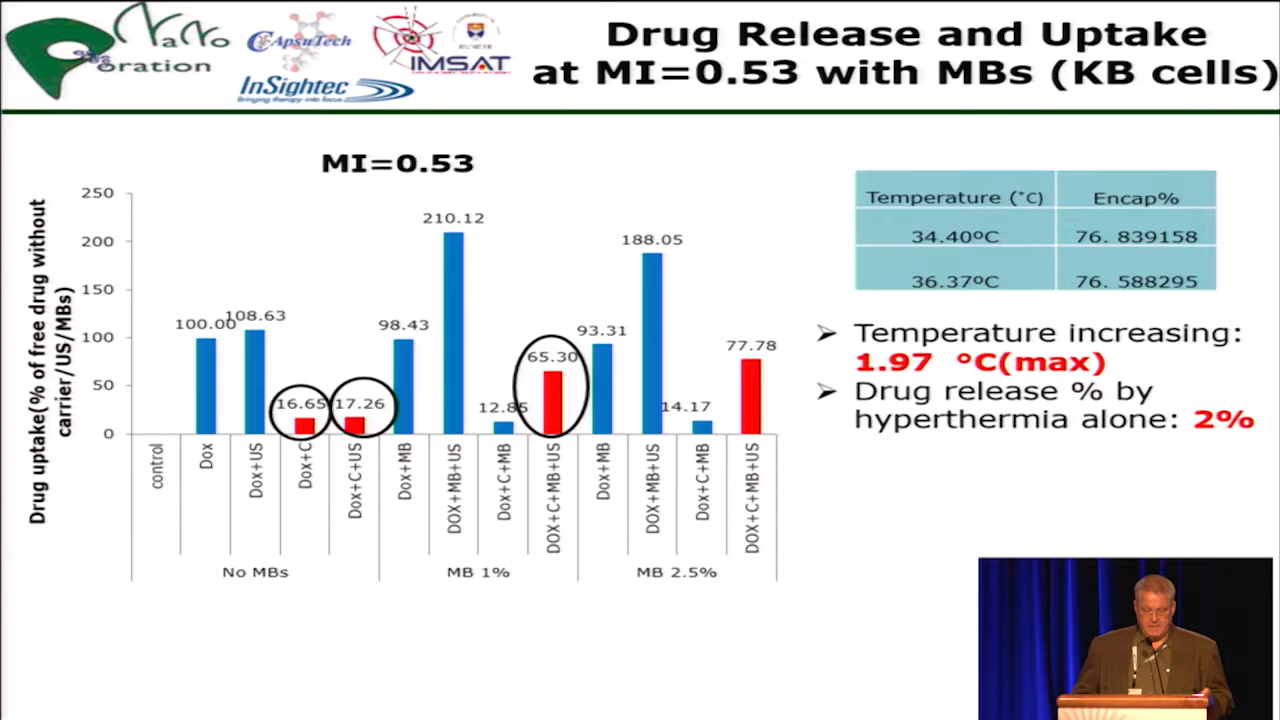 NaNo
Poration
CApsuTech
IMSAT
InSightec
Bringing therapy into focus
Drug Release and Uptake
at MI=0.53 with MBs (KB cells)
MI=0.53
Drug uptake(% of free drug without
carrier/US/MBs)
250
200
150
100
50
0
100.00
108.63
16.65
17.26
98.43
210.12
12.85
65.30
93.31
188.05
14.17
77.78
control
Dox
Dox+US
Dox+C
Dox+C+US
Dox+MB
DOX+MB+US
Dox+C+MB
DOX+C+MB+US
Dox+MB
DOX+MB+US
Dox+C+MB
DOX+C+MB+US
No MBs
MB 1%
MB 2.5%
Temperature (˚C) Encap%
34.40ºC 76. 839158
36.37ºC 76. 588295
➢ Temperature increasing:
1.97 °C(max)
➢ Drug release % by
hyperthermia alone: 2%